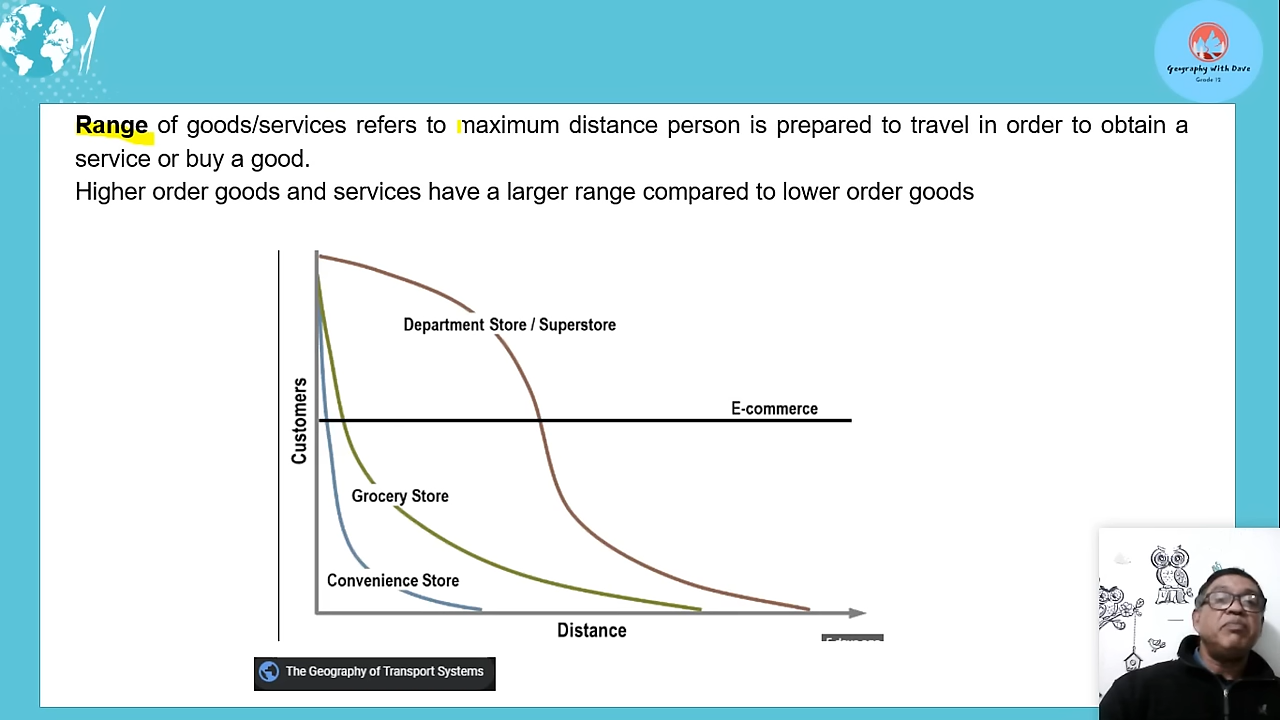 Geography With Dave
Grade 12
Range of goods/services refers to maximum distance person is prepared to travel in order to obtain a
service or buy a good.
Higher order goods and services have a larger range compared to lower order goods
Department Store / Superstore
E-commerce
Customers
Grocery Store
Convenience Store
Distance
The Geography of Transport Systems